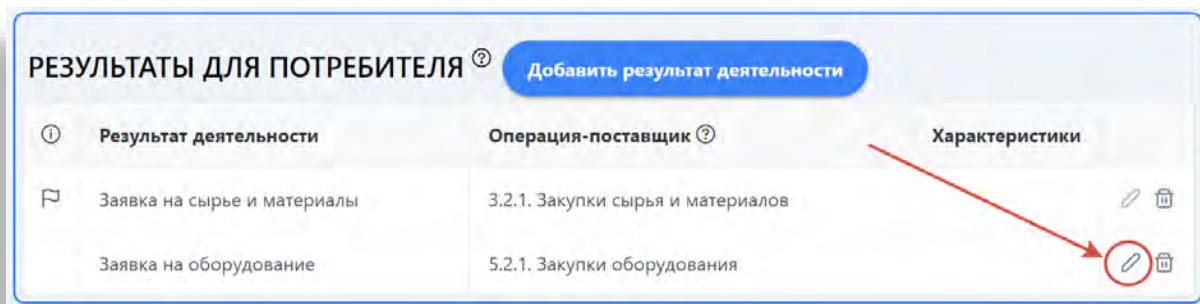 РЕЗУЛЬТАТЫ ДЛЯ ПОТРЕБИТЕЛЯ Добавить результат деятельности
Результат деятельности Операция-поставщик Характеристики
Заявка на сырье и материалы 3.2.1. Закупки сырья и материалов
Заявка на оборудование 5.2.1. Закупки оборудования